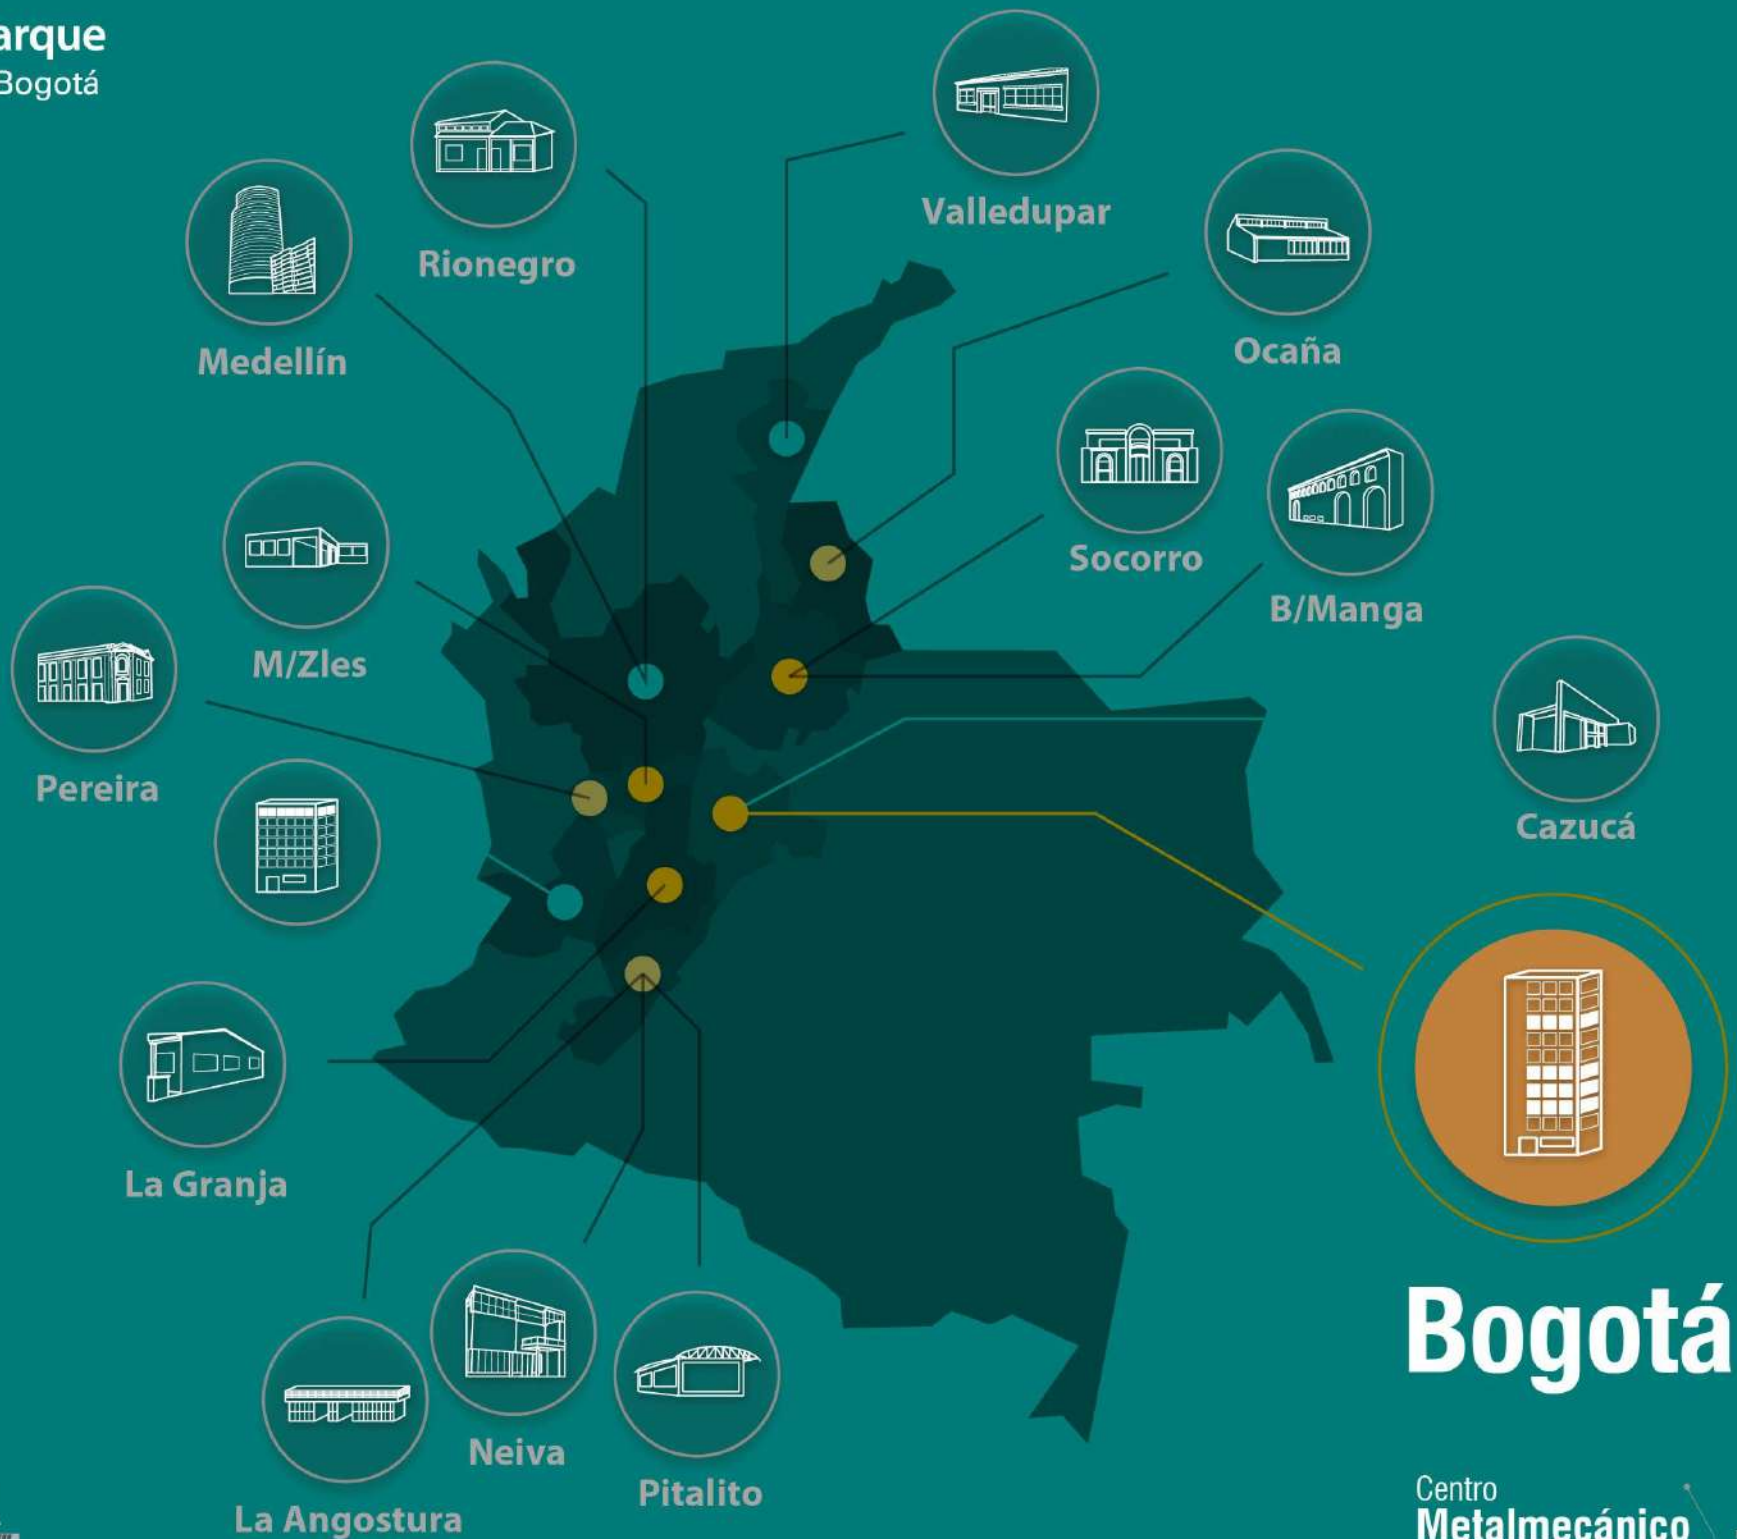 arque
Bogotá
Rionegro
Valledupar
Medellín
Ocaña
Socorro
B/Manga
M/Zles
Pereira
Cazucá
La Granja
Bogotá
Neiva
Pitalito
La Angostura
Centro
Metalmecánico